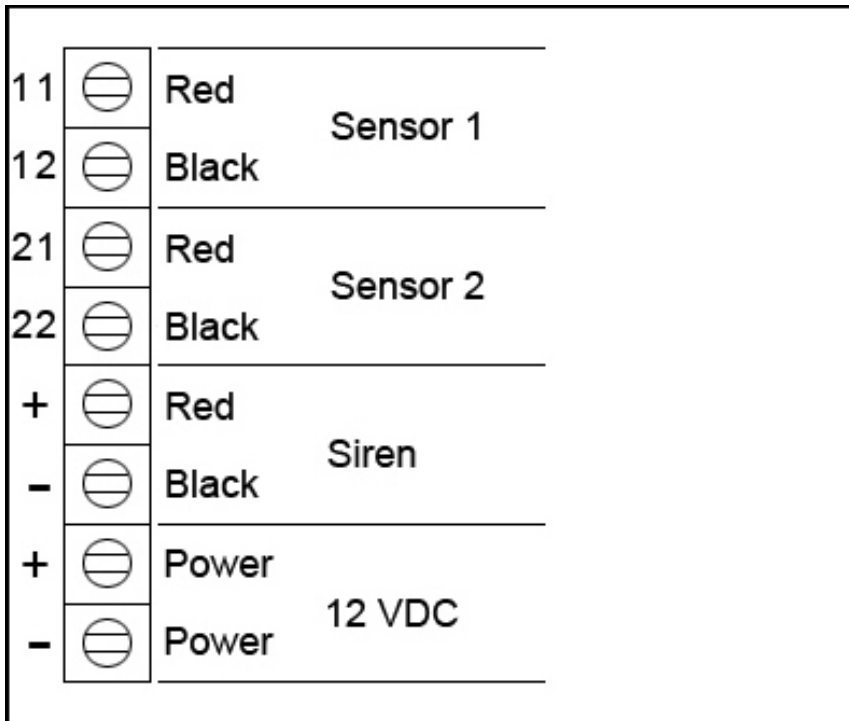 11 Red
Sensor 1
12 Black
21 Red
Sensor 2
22 Black
+ Red
Siren
- Black
+ Power
12 VDC
- Power